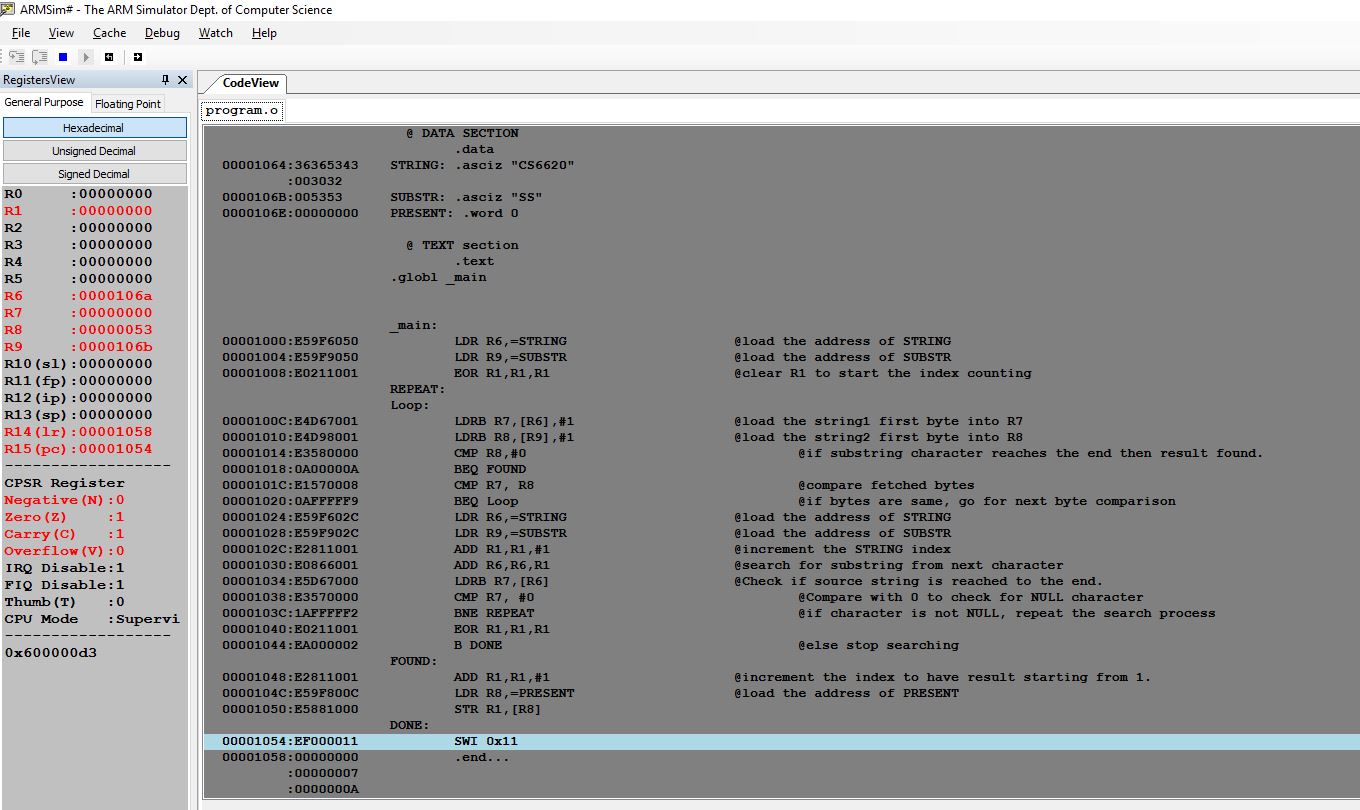 ARMSim# - The ARM Simulator Dept. of Computer Science
File View Cache Debug Watch Help
RegistersView
General Purpose Floating Point
Hexadecimal
Unsigned Decimal
Signed Decimal
R0 :00000000
R1 :00000000
R2 :00000000
R3 :00000000
R4 :00000000
R5 :00000000
R6 :0000106a
R7 :00000000
R8 :00000053
R9 :0000106b
R10(sl):00000000
R11(fp):00000000
R12(ip):00000000
R13(sp):00000000
R14(lr):00001058
R15(pc):00001054
------------------
CPSR Register
Negative(N):0
Zero(Z) :1
Carry(C) :1
Overflow(V):0
IRQ Disable:1
FIQ Disable:1
Thumb(T) :0
CPU Mode :Supervi
------------------
0x600000d3
CodeView
program.o
@ DATA SECTION
.data
00001064:36365343 STRING: .asciz "CS6620"
:003032
0000106B:005353 SUBSTR: .asciz "SS"
0000106E:00000000 PRESENT: .word 0
@ TEXT section
.text
.globl _main
_main:
00001000:E59F6050 LDR R6,=STRING @load the address of STRING
00001004:E59F9050 LDR R9,=SUBSTR @load the address of SUBSTR
00001008:E0211001 EOR R1,R1,R1 @clear R1 to start the index counting
REPEAT:
Loop:
0000100C:E4D67001 LDRB R7,[R6],#1 @load the string1 first byte into R7
00001010:E4D98001 LDRB R8,[R9],#1 @load the string2 first byte into R8
00001014:E3580000 CMP R8,#0 @if substring character reaches the end then result found.
00001018:0A00000A BEQ FOUND
0000101C:E1570008 CMP R7, R8 @compare fetched bytes
00001020:0AFFFFF9 BEQ Loop @if bytes are same, go for next byte comparison
00001024:E59F602C LDR R6,=STRING @load the address of STRING
00001028:E59F902C LDR R9,=SUBSTR @load the address of SUBSTR
0000102C:E2811001 ADD R1,R1,#1 @increment the STRING index
00001030:E0866001 ADD R6,R6,R1 @search for substring from next character
00001034:E5D67000 LDRB R7,[R6] @Check if source string is reached to the end.
00001038:E3570000 CMP R7, #0 @Compare with 0 to check for NULL character
0000103C:1AFFFFF2 BNE REPEAT @if character is not NULL, repeat the search process
00001040:E0211001 EOR R1,R1,R1
00001044:EA000002 B DONE @else stop searching
FOUND:
00001048:E2811001 ADD R1,R1,#1 @increment the index to have result starting from 1.
0000104C:E59F800C LDR R8,=PRESENT @load the address of PRESENT
00001050:E5881000 STR R1,[R8]
DONE:
00001054:EF000011 SWI 0x11
00001058:00000000 .end...
:00000007
:0000000A